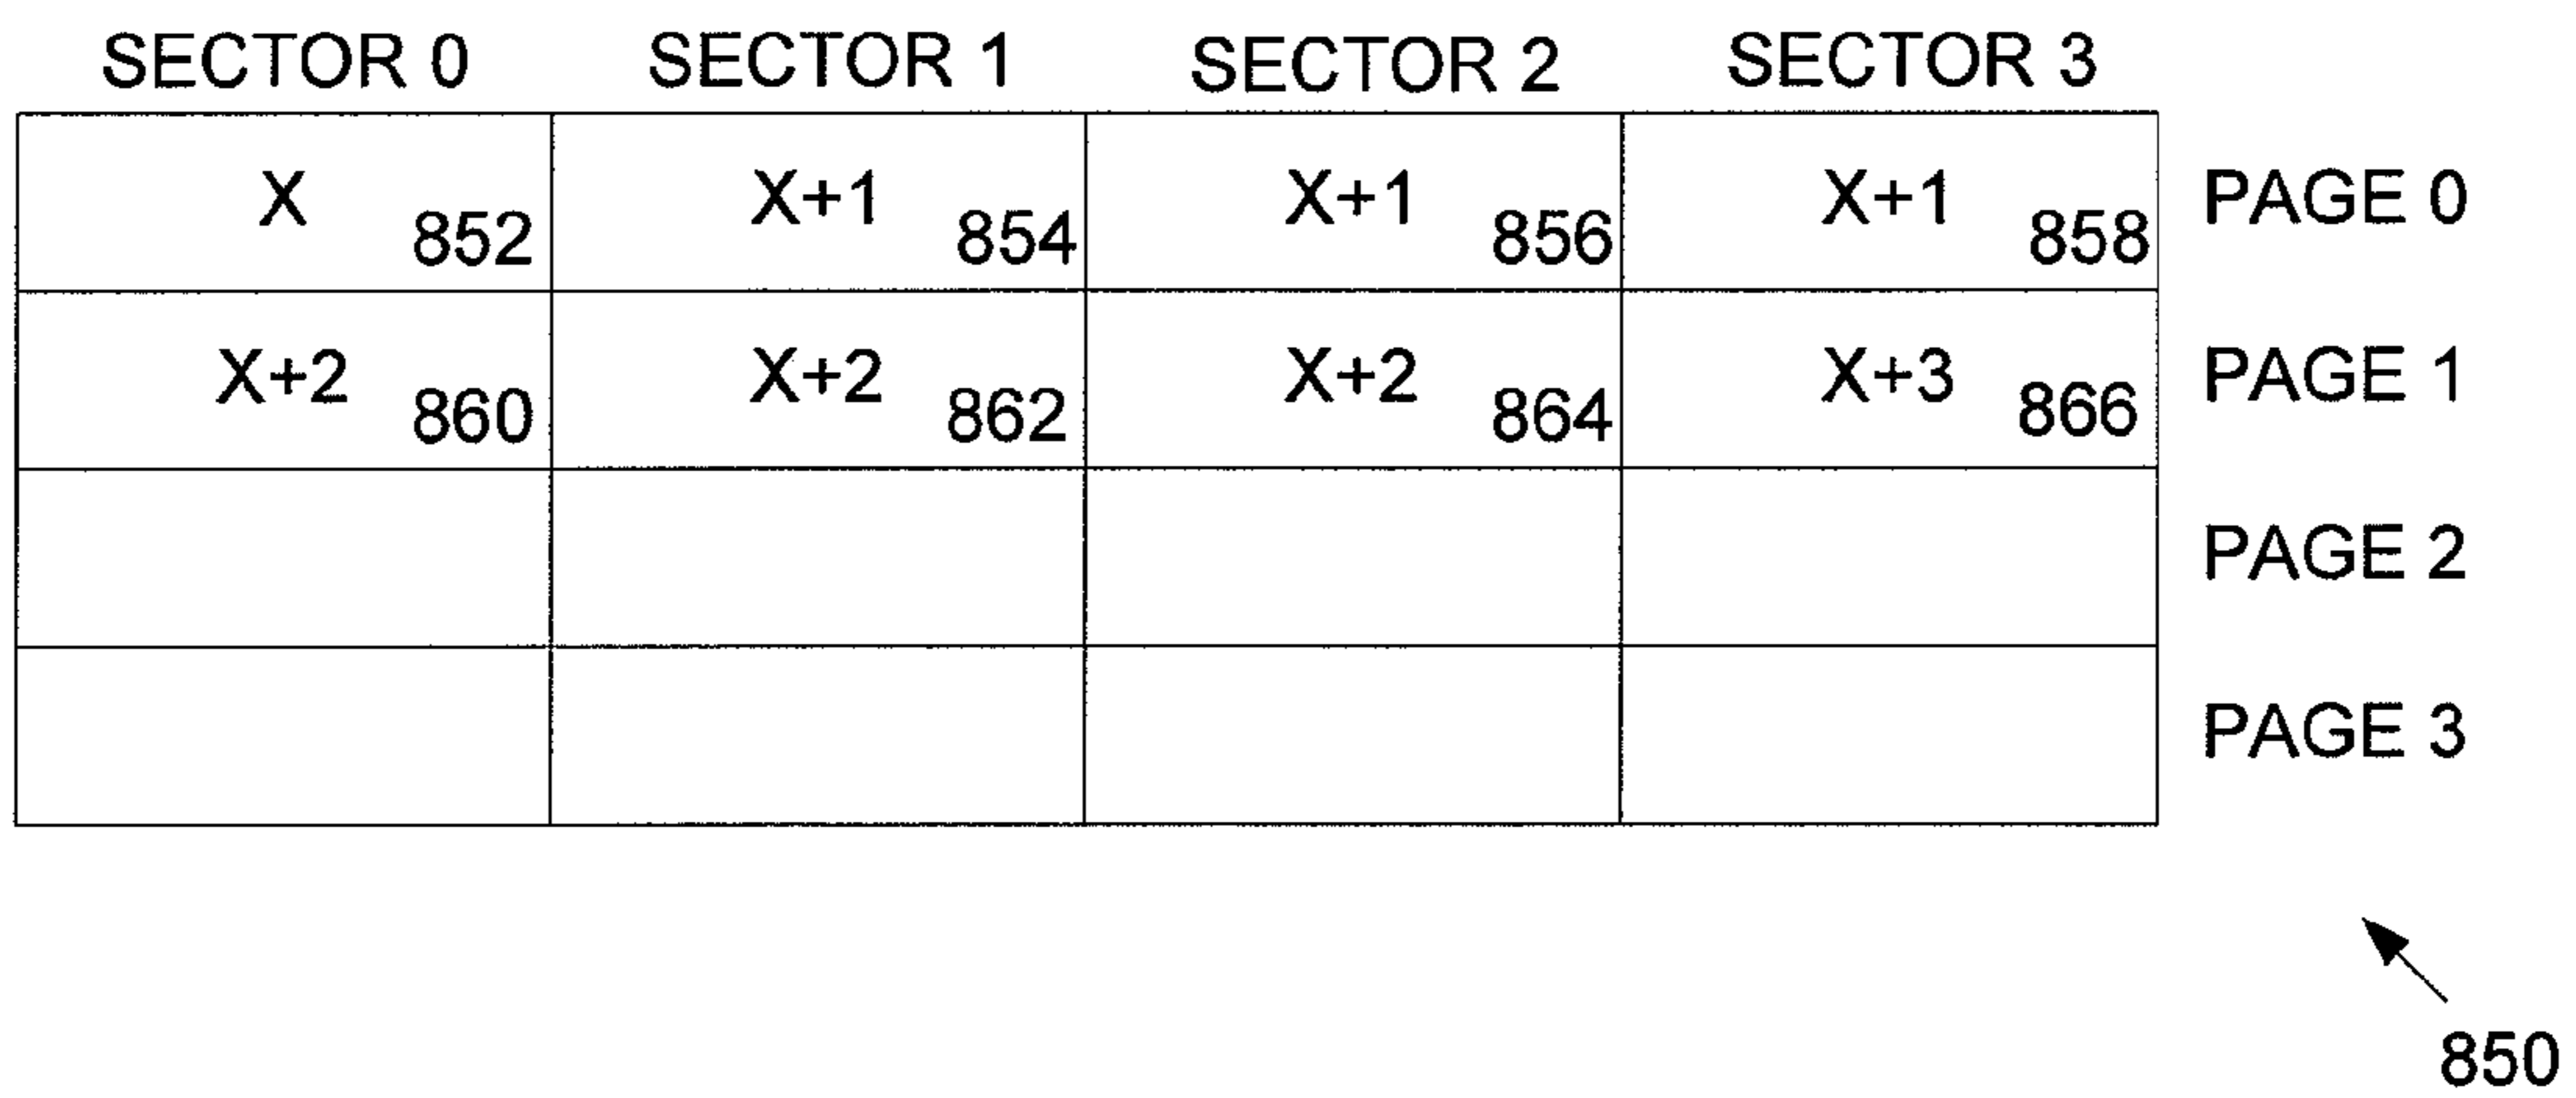 SECTOR 0 SECTOR 1 SECTOR 2 SECTOR 3
X 852 X+1 854 X+1 856 X+1 858 PAGE 0
X+2 860 X+2 862 X+2 864 X+3 866 PAGE 1
PAGE 2
PAGE 3
850